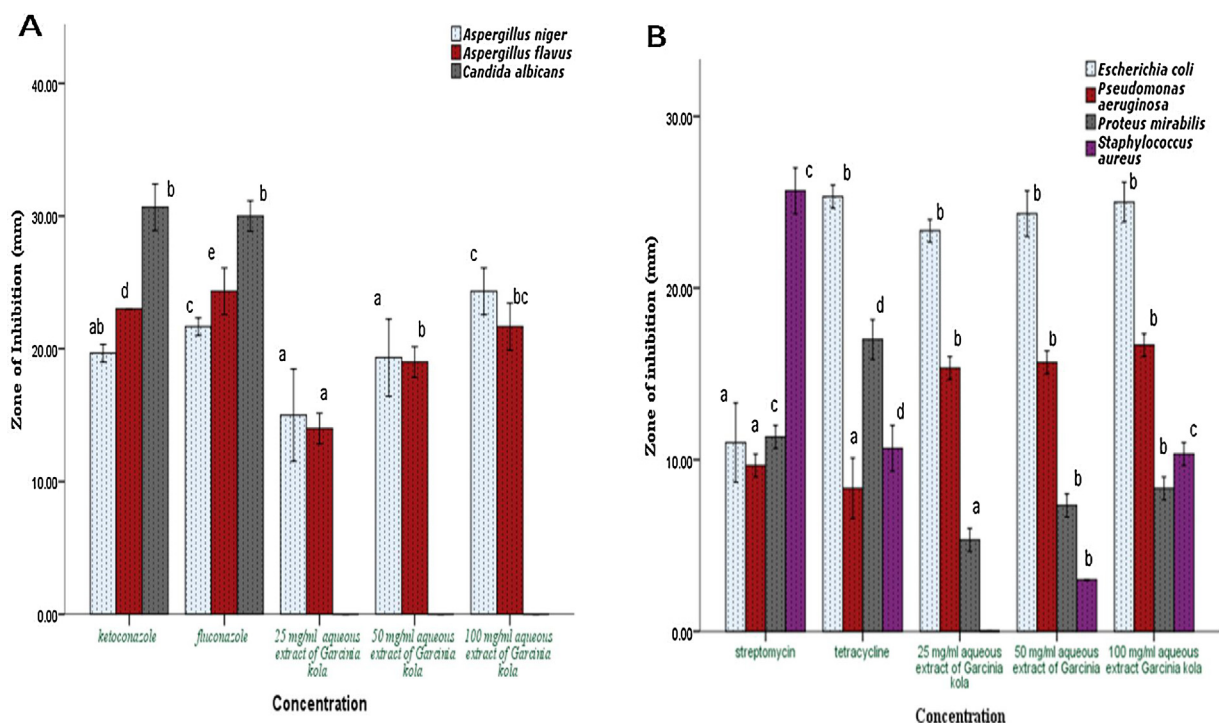 A
Aspergillus niger
Aspergillus flavus
Candida albicans
Zone of Inhibition (mm)
40.00
30.00
20.00
10.00
0.00
ab
d
b
c
e
b
a
a
a
b
c
bc
ketoconazole
fluconazole
25 mg/ml aqueous
extract of Garcinia
kola
50 mg/ml aqueous
extract of Garcinia
kola
100 mg/ml aqueous
extract of Garcinia
kola
Concentration
B
Escherichia coli
Pseudomonas
aeruginosa
Proteus mirabilis
Staphylococcus
aureus
Zone of inhibition (mm)
30.00
20.00
10.00
0.00
a
a
c
c
b
a
d
d
b
b
a
b
b
b
b
b
b
b
c
streptomycin
tetracycline
25 mg/ml aqueous
extract of Garcinia
kola
50 mg/ml aqueous
extract of Garcinia
100 mg/ml aqueous
extract Garcinia kola
Concentration